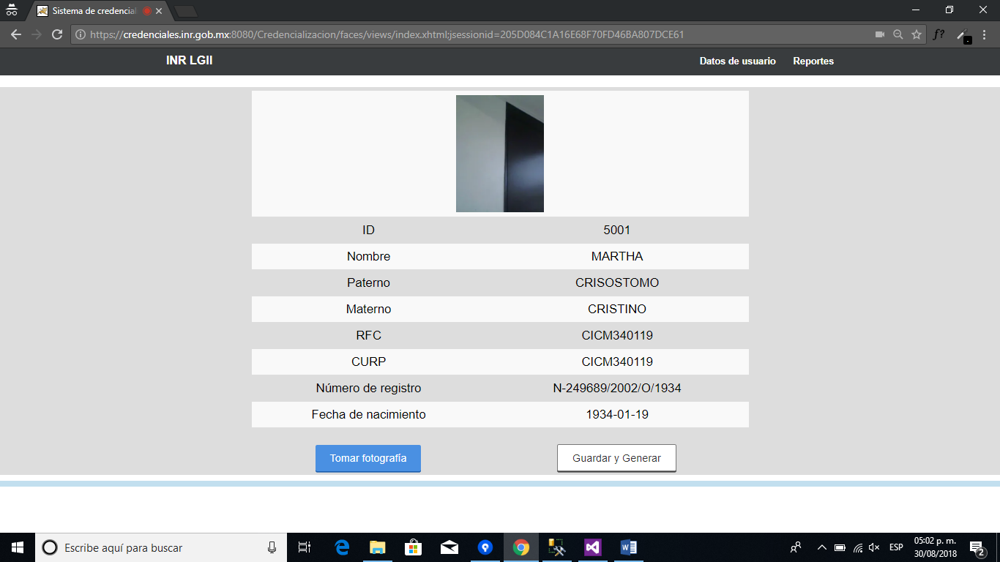 Sistema de credencial
https://credenciales.inr.gob.mx:8080/Credencializacion/faces/views/index.xhtml;jsessionid=205D084C1A16E68F70FD46BA807DCE61
f?
INR LGII Datos de usuario Reportes
ID 5001
Nombre MARTHA
Paterno CRISOSTOMO
Materno CRISTINO
RFC CICM340119
CURP CICM340119
Número de registro N-249689/2002/O/1934
Fecha de nacimiento 1934-01-19
Tomar fotografía Guardar y Generar
Escribe aquí para buscar ESP 05:02 p. m.
30/08/2018 2